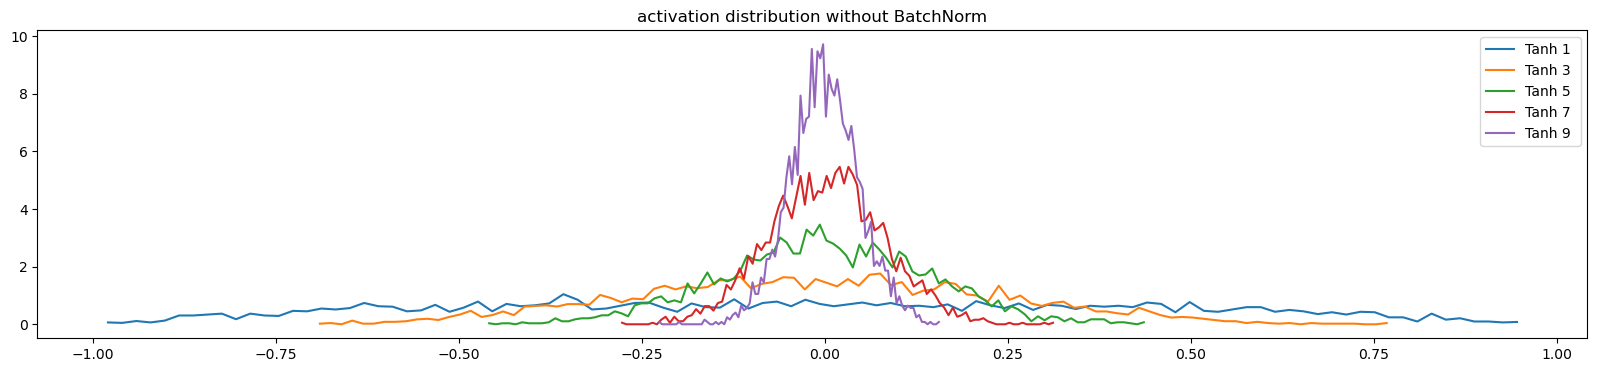 activation distribution without BatchNorm
10
8
6
4
2
0
Tanh 1
Tanh 3
Tanh 5
Tanh 7
Tanh 9
−1.00 −0.75 −0.50 −0.25 0.00 0.25 0.50 0.75 1.00